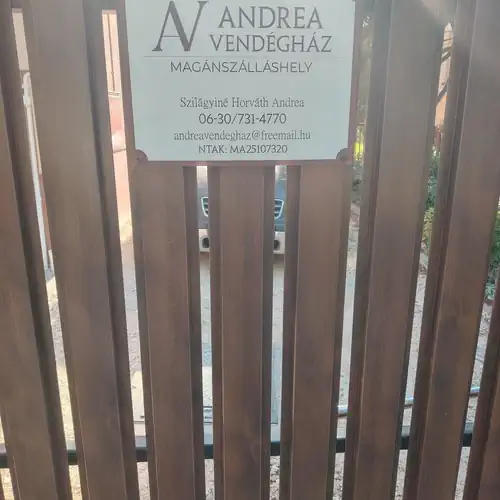 AV ANDREA
VENDÉGHÁZ
MAGÁNSZÁLLÁSHELY
Szilágyiné Horváth Andrea
06-30/731-4770
andreavendeghaz@freemail.hu
NTAK: MA25107320